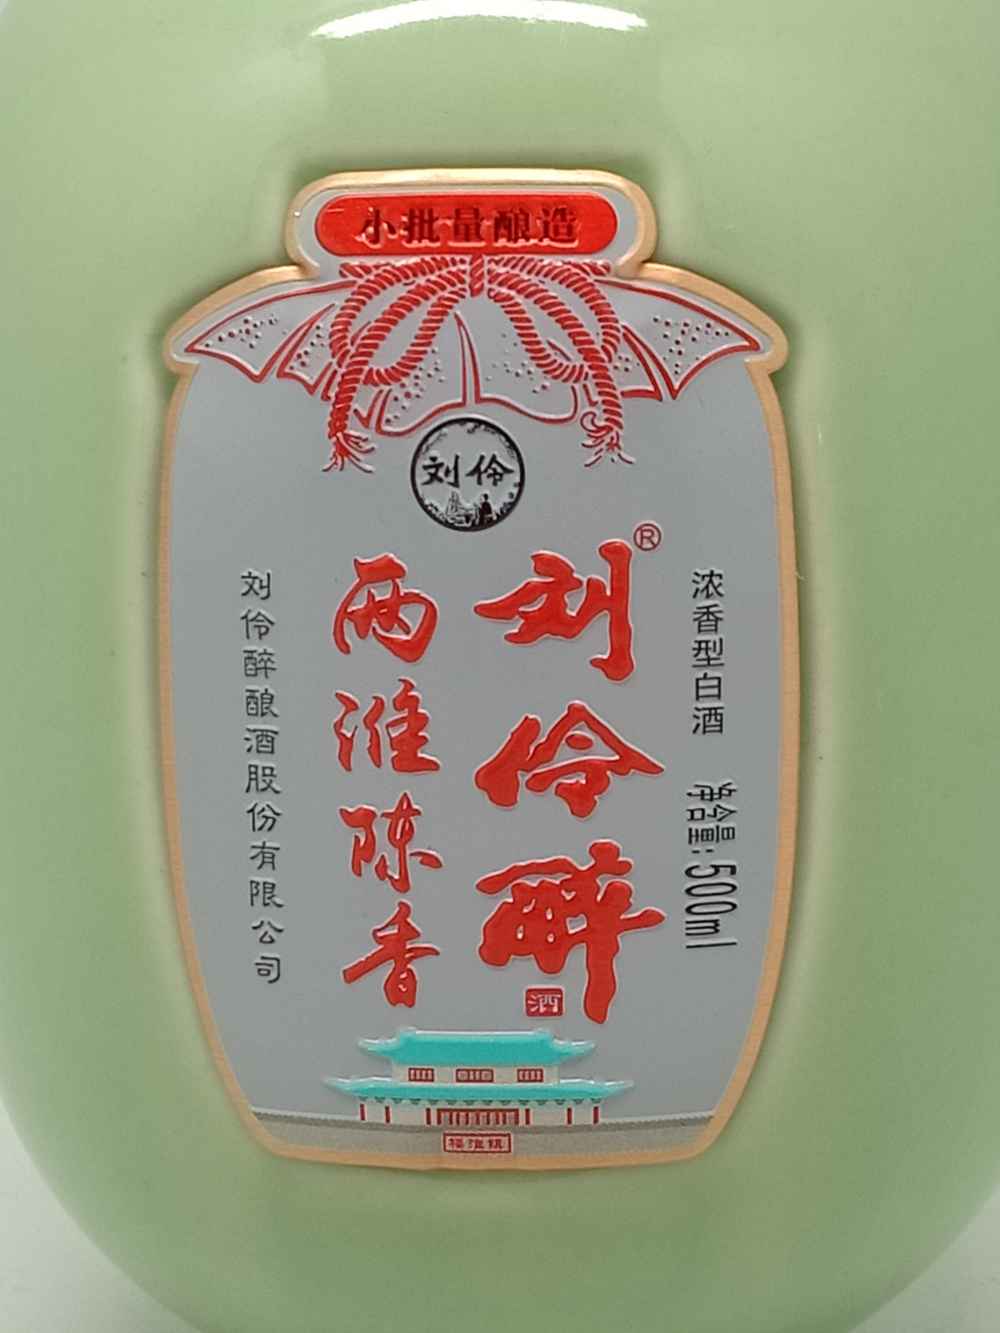 小批量酿造
刘伶
刘伶醉®
酒
两淮陈香
浓香型白酒
净含量:500ml
刘伶醉酿酒股份有限公司